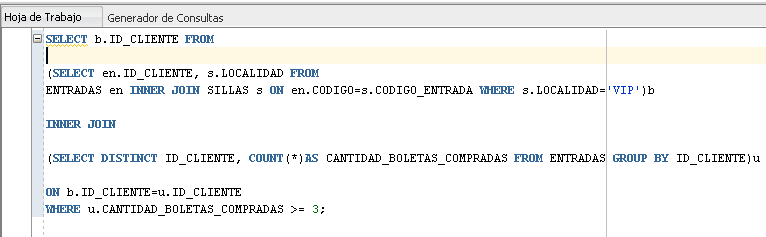 Hoja de Trabajo Generador de Consultas
SELECT b.ID_CLIENTE FROM
(SELECT en.ID_CLIENTE, s.LOCALIDAD FROM
ENTRADAS en INNER JOIN SILLAS s ON en.CODIGO=s.CODIGO_ENTRADA WHERE s.LOCALIDAD='VIP')b
INNER JOIN
(SELECT DISTINCT ID_CLIENTE, COUNT(*)AS CANTIDAD_BOLETAS_COMPRADAS FROM ENTRADAS GROUP BY ID_CLIENTE)u
ON b.ID_CLIENTE=u.ID_CLIENTE
WHERE u.CANTIDAD_BOLETAS_COMPRADAS >= 3;